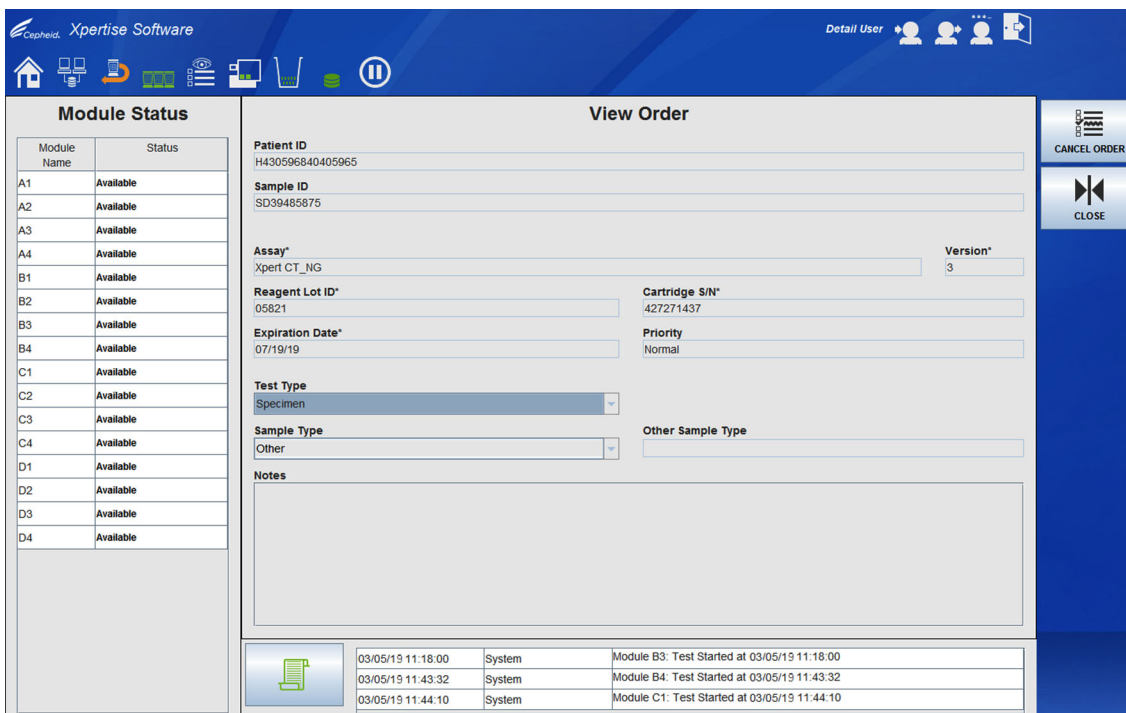 Cepheid. Xpertise Software
Detail User
Module Status
Module Name Status
A1 Available
A2 Available
A3 Available
A4 Available
B1 Available
B2 Available
B3 Available
B4 Available
C1 Available
C2 Available
C3 Available
C4 Available
D1 Available
D2 Available
D3 Available
D4 Available
View Order
Patient ID
H430596840405965
Sample ID
SD39485875
Assay* Version*
Xpert CT_NG 3
Reagent Lot ID* Cartridge S/N*
05821 427271437
Expiration Date* Priority
07/19/19 Normal
Test Type
Specimen
Sample Type Other Sample Type
Other
Notes
03/05/19 11:18:00 System Module B3: Test Started at 03/05/19 11:18:00
03/05/19 11:43:32 System Module B4: Test Started at 03/05/19 11:43:32
03/05/19 11:44:10 System Module C1: Test Started at 03/05/19 11:44:10
CANCEL ORDER
CLOSE